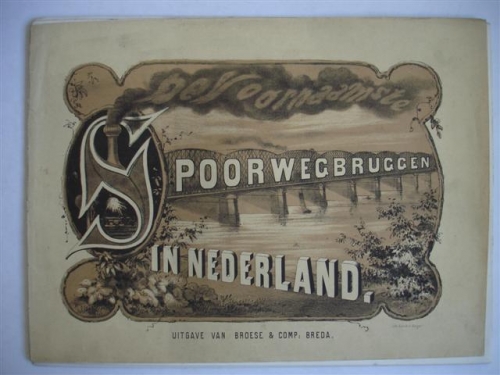 De Voornaamste
SPOORWEGBRUGGEN
IN NEDERLAND.
UITGAVE VAN BROESE & COMP: BREDA.